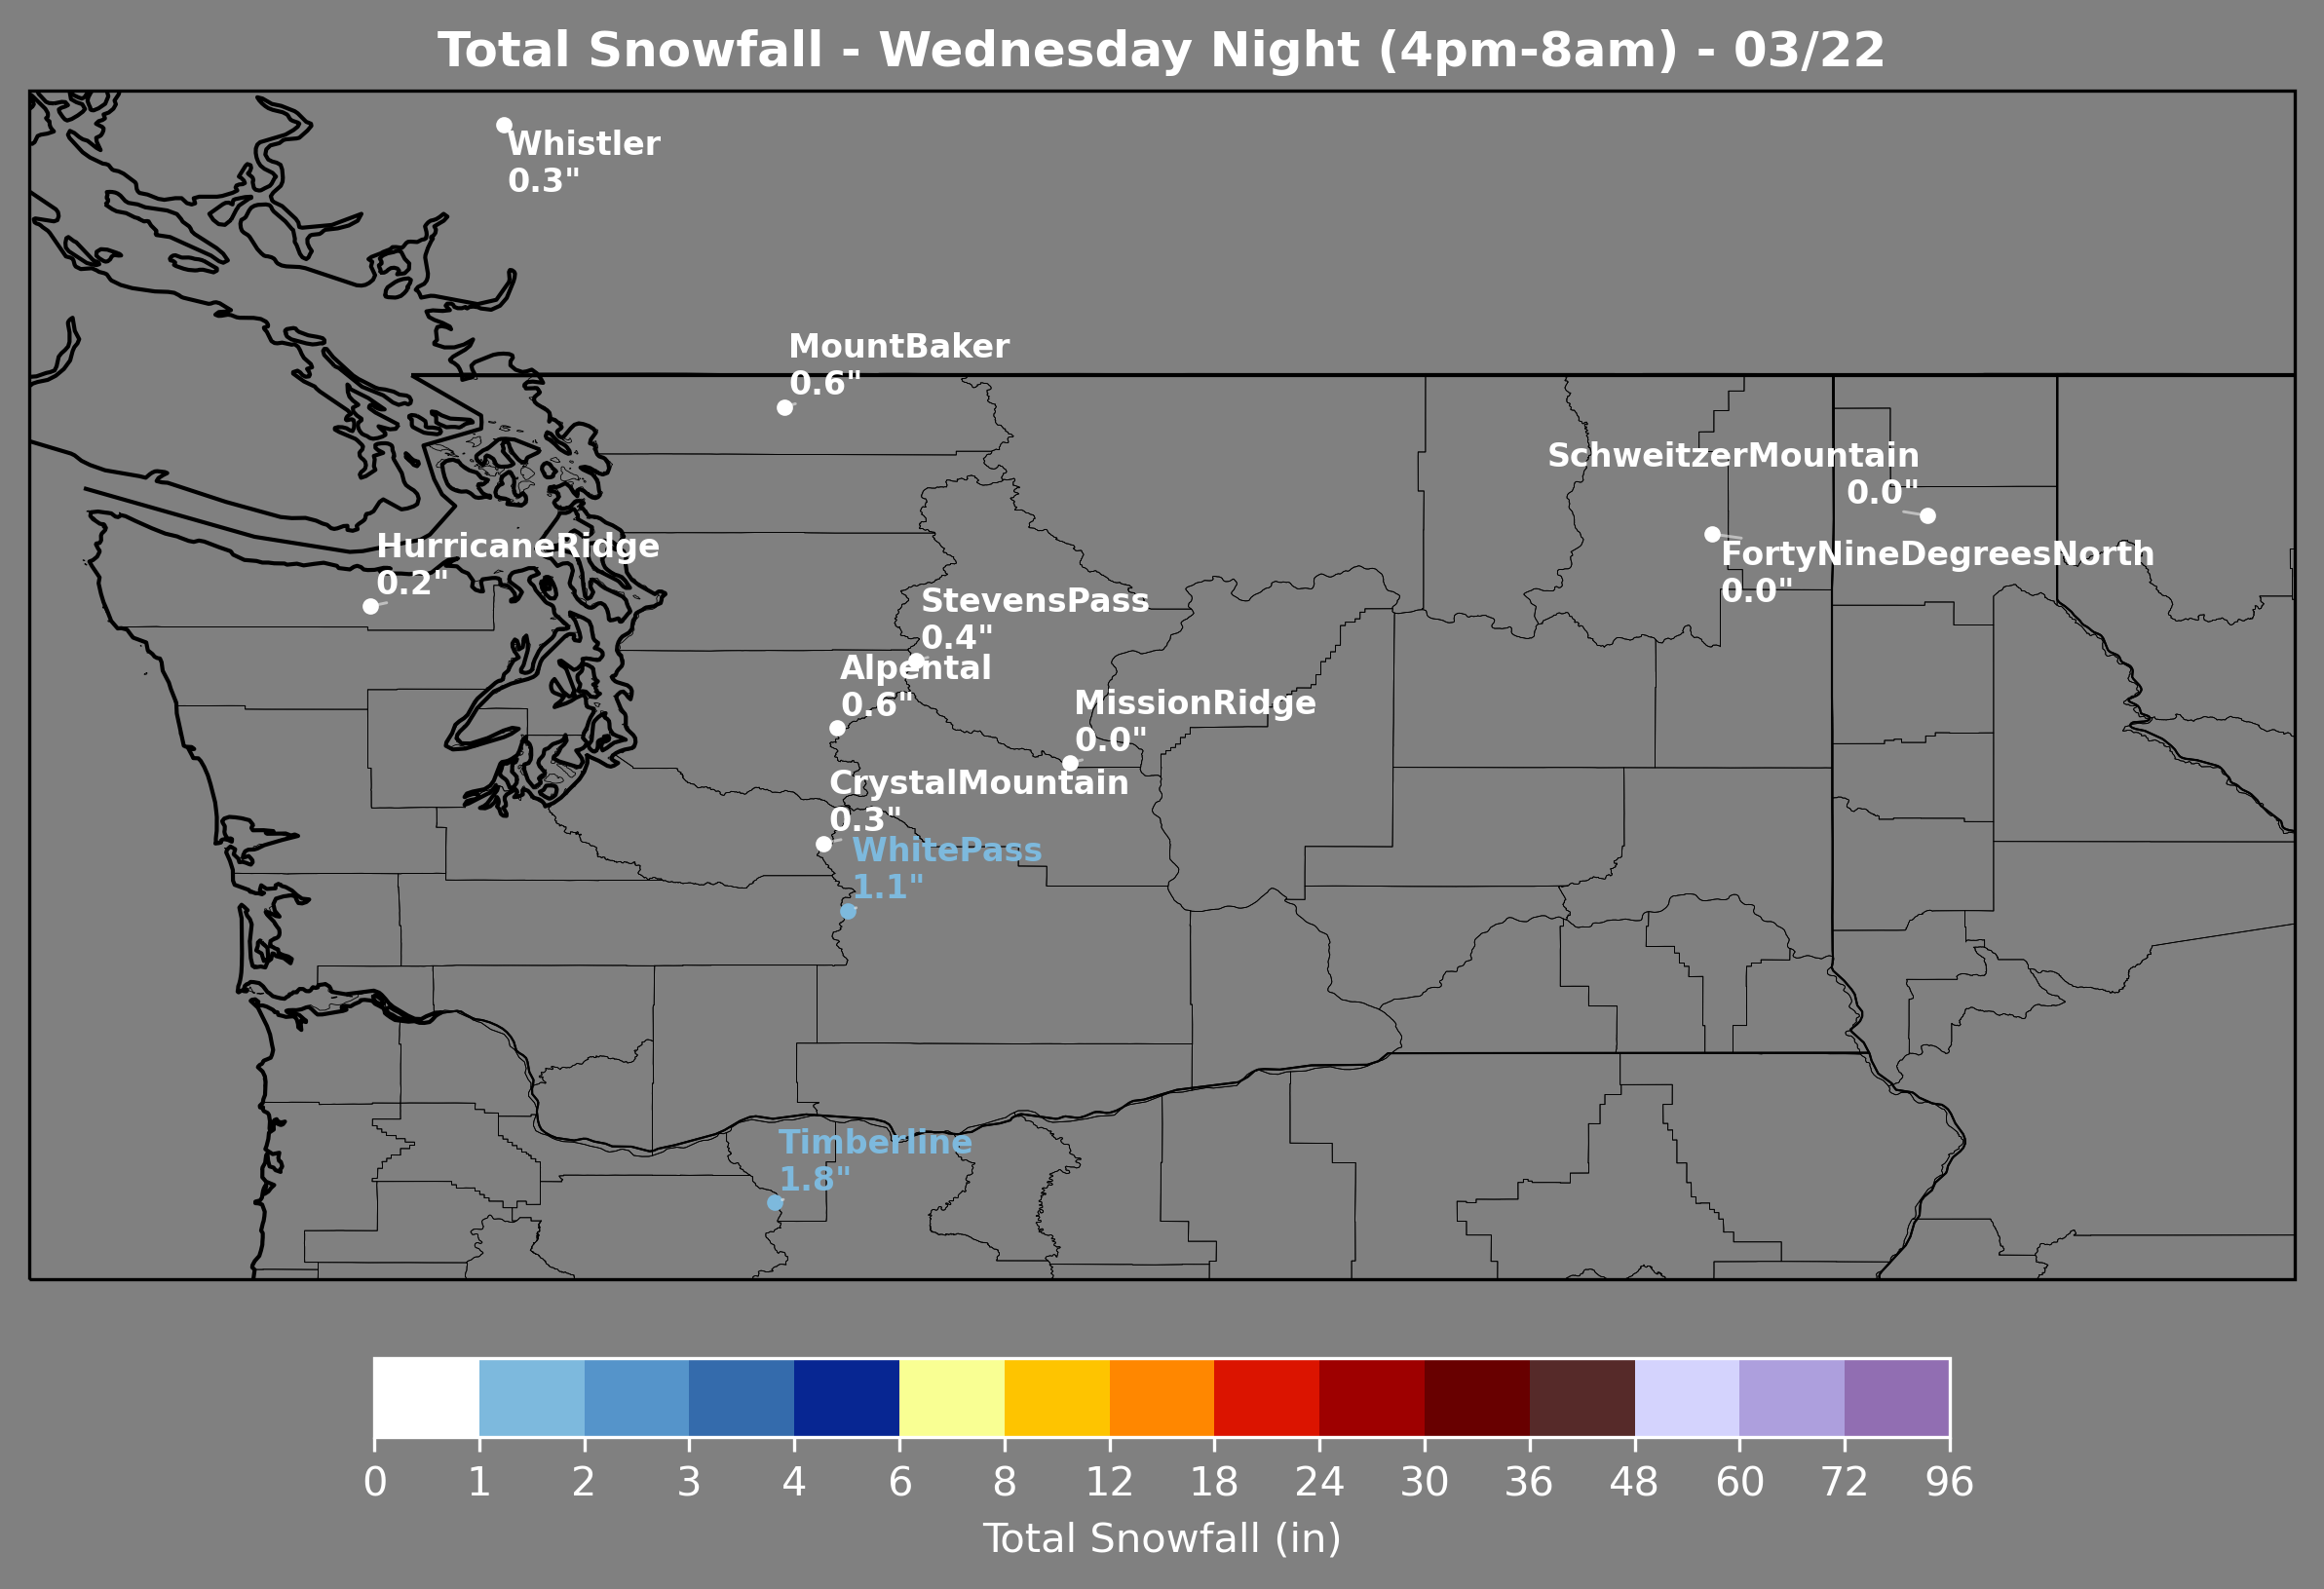 Total Snowfall - Wednesday Night (4pm-8am) - 03/22
Whistler
0.3"
MountBaker
0.6"
SchweitzerMountain
0.0"
HurricaneRidge
0.2"
FortyNineDegreesNorth
0.0"
StevensPass
0.4"
Alpental
0.6"
MissionRidge
0.0"
CrystalMountain
0.3"
WhitePass
1.1"
Timberline
1.8"
0 1 2 3 4 6 8 12 18 24 30 36 48 60 72 96
Total Snowfall (in)